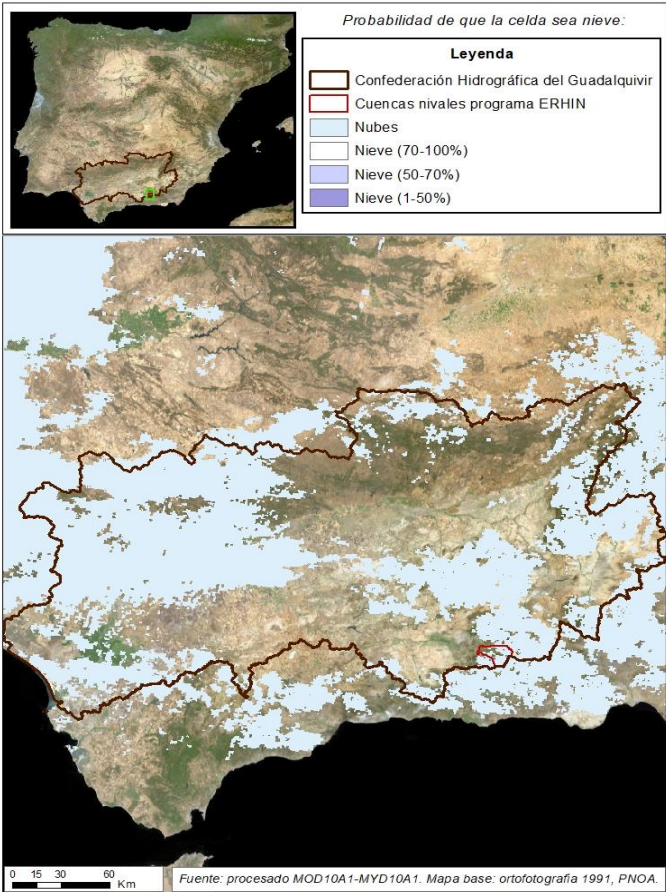 Probabilidad de que la celda sea nieve:
Leyenda
Confederación Hidrográfica del Guadalquivir
Cuencas nivales programa ERHIN
Nubes
Nieve (70-100%)
Nieve (50-70%)
Nieve (1-50%)
0 15 30 60
Km
Fuente: procesado MOD10A1-MYD10A1. Mapa base: ortofotografia 1991, PNOA.